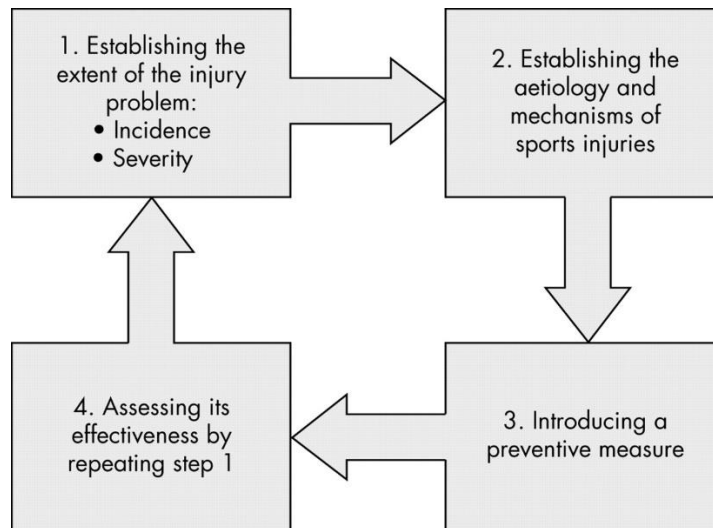 1. Establishing the
extent of the injury
problem:
• Incidence
• Severity
2. Establishing the
aetiology and
mechanisms of
sports injuries
3. Introducing a
preventive measure
4. Assessing its
effectiveness by
repeating step 1